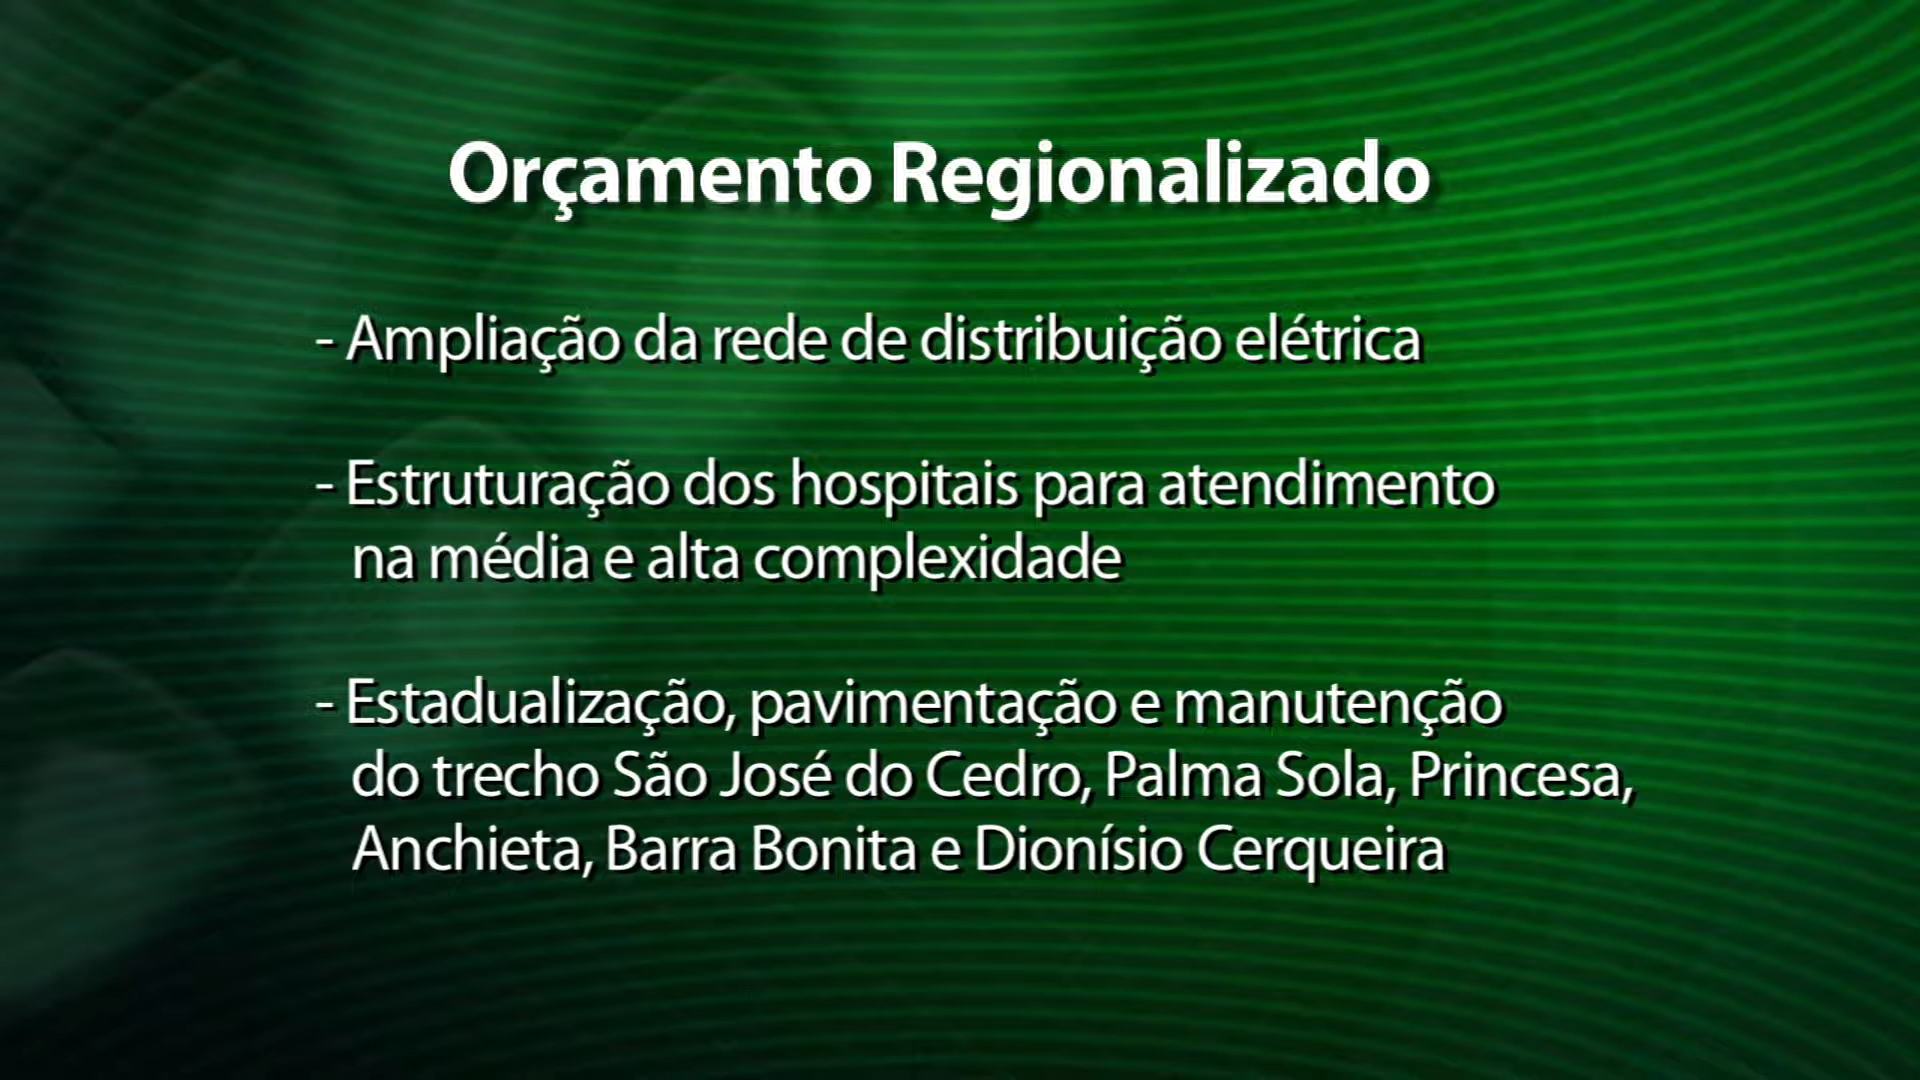 Orçamento Regionalizado
- Ampliação da rede de distribuição elétrica
- Estruturação dos hospitais para atendimento
na média e alta complexidade
- Estadualização, pavimentação e manutenção
do trecho São José do Cedro, Palma Sola, Princesa,
Anchieta, Barra Bonita e Dionísio Cerqueira